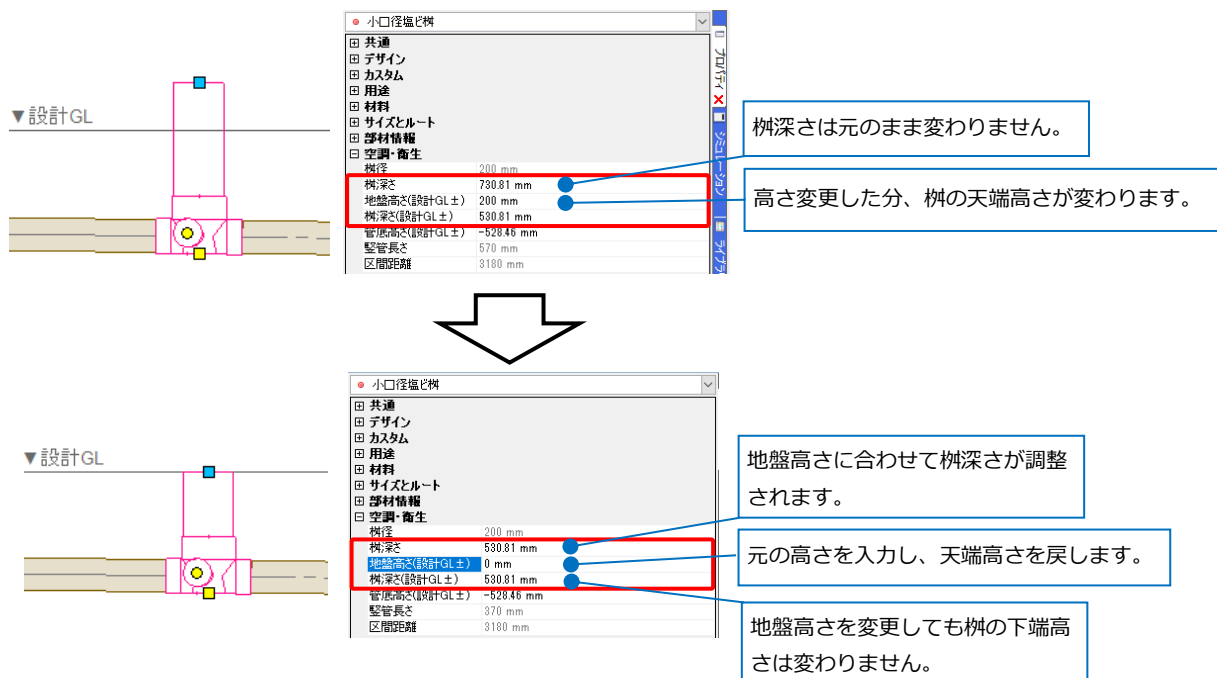 小口径塩ビ桝
共通
デザイン
カスタム
用途
材料
サイズとルート
部材情報
空調・衛生
桝径 200 mm
桝深さ 730.81 mm
地盤高さ(設計GL±) 200 mm
桝深さ(設計GL±) 530.81 mm
管底高さ(設計GL±) -528.46 mm
竪管長さ 570 mm
区間距離 3180 mm
プロパティ
シミュレーション
▼設計GL
桝深さは元のまま変わりません。
高さ変更した分、桝の天端高さが変わります。
小口径塩ビ桝
共通
デザイン
カスタム
用途
材料
サイズとルート
部材情報
空調・衛生
桝径 200 mm
桝深さ 530.81 mm
地盤高さ(設計GL±) 0 mm
桝深さ(設計GL±) 530.81 mm
管底高さ(設計GL±) -528.46 mm
竪管長さ 370 mm
区間距離 3180 mm
▼設計GL
地盤高さに合わせて桝深さが調整
されます。
元の高さを入力し、天端高さを戻します。
地盤高さを変更しても桝の下端高
さは変わりません。